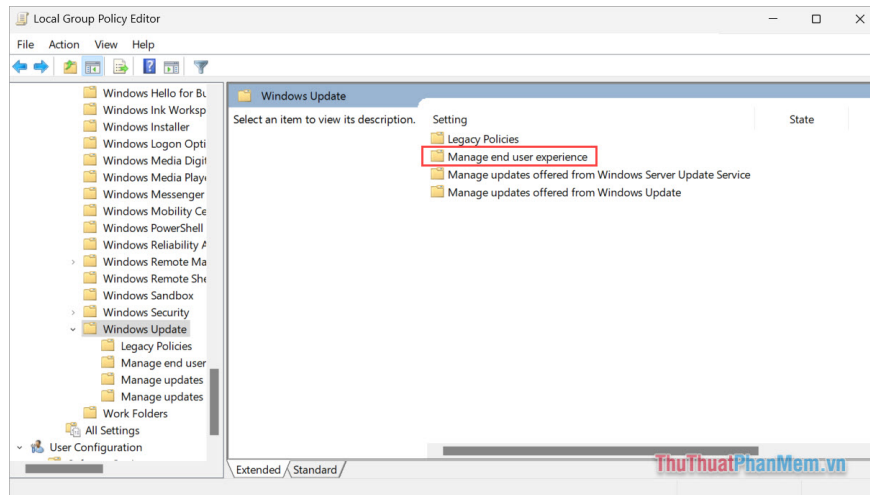 Local Group Policy Editor
File Action View Help
Windows Hello for Bu
Windows Ink Worksp
Windows Installer
Windows Logon Opti
Windows Media Digit
Windows Media Playe
Windows Messenger
Windows Mobility Ce
Windows PowerShell
Windows Reliability A
Windows Remote Ma
Windows Remote She
Windows Sandbox
Windows Security
Windows Update
Legacy Policies
Manage end user
Manage updates
Manage updates
Work Folders
All Settings
User Configuration
Windows Update
Select an item to view its description.
Setting State
Legacy Policies
Manage end user experience
Manage updates offered from Windows Server Update Service
Manage updates offered from Windows Update
Extended Standard
ThuThuatPhanMem.vn